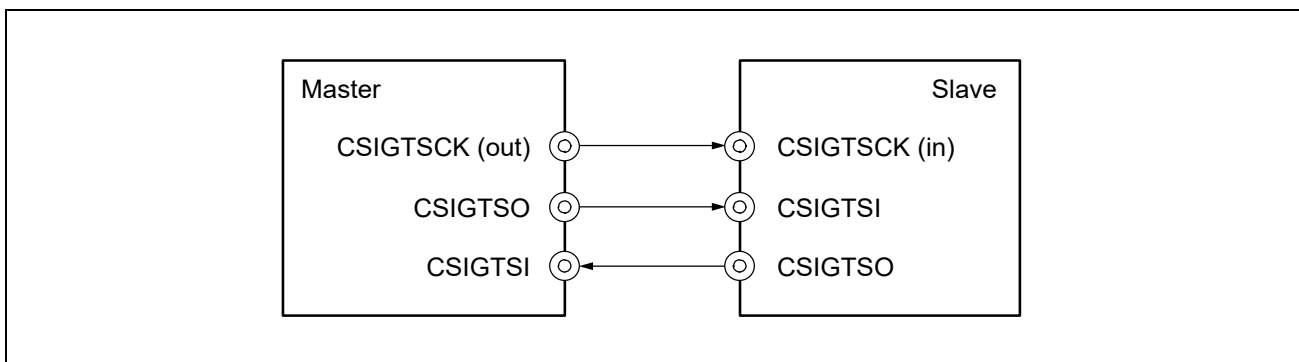 Master
Slave
CSIGTSCK (out)
CSIGTSCK (in)
CSIGTSO
CSIGTSI
CSIGTSI
CSIGTSO